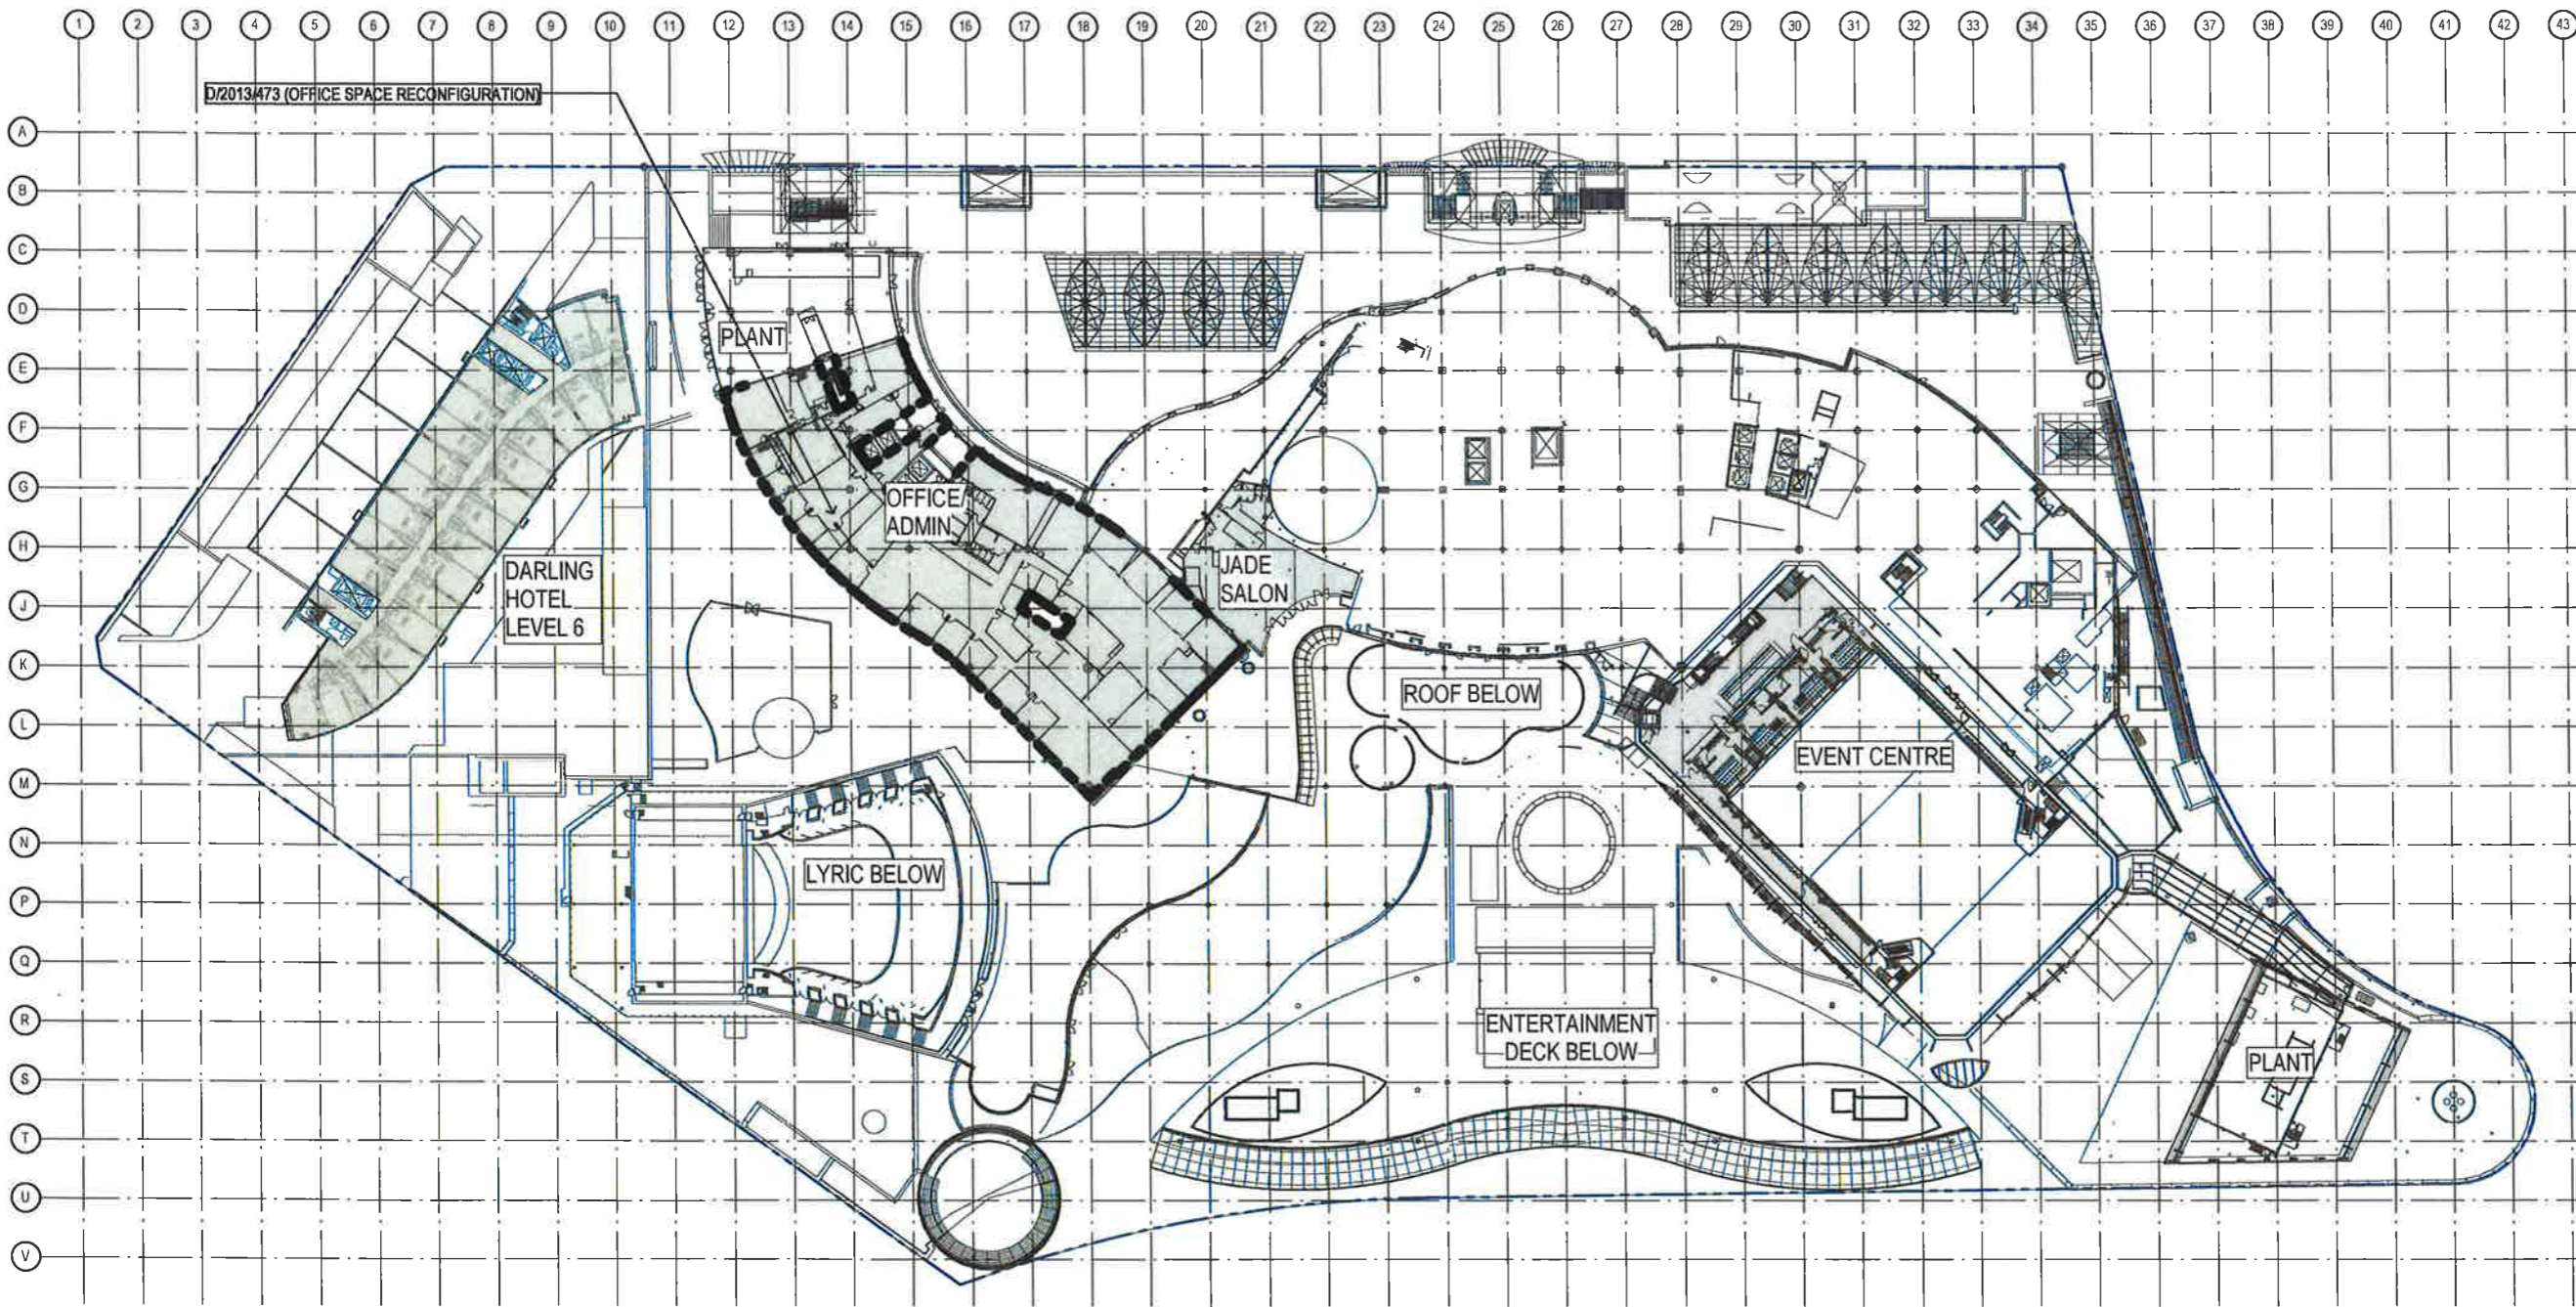 1 2 3 4 5 6 7 8 9 10 11 12 13 14 15 16 17 18 19 20 21 22 23 24 25 26 27 28 29 30 31 32 33 34 35 36 37 38 39 40 41 42 43
D/2013/473 (OFFICE SPACE RECONFIGURATION)
A
B
C
D
PLANT
E
F
G
OFFICE/
ADMIN
H
DARLING
HOTEL
LEVEL 6
JADE
SALON
J
K
ROOF BELOW
L
EVENT CENTRE
M
N
LYRIC BELOW
P
Q
R
ENTERTAINMENT
DECK BELOW
PLANT
S
T
U
V